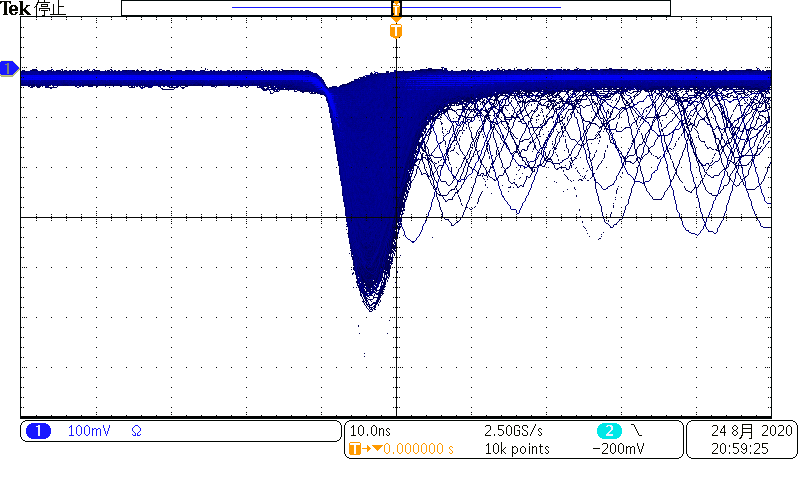 Tek 停止
T
T
1
1 100mV Ω
10.0ns 2.50GS/s 2
T→▼0.000000 s 10k points −200mV
24 8月 2020
20:59:25